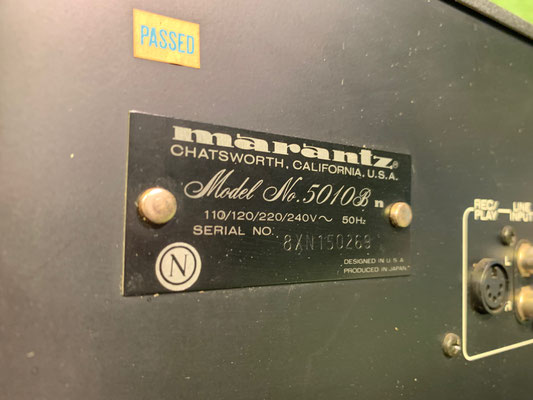 PASSED
marantz®
CHATSWORTH, CALIFORNIA, U.S.A.
Model No. 5010B n
110/120/220/240V ~ 50Hz
SERIAL NO. 8XN150269
N
DESIGNED IN U.S.A.
PRODUCED IN JAPAN
REC/
PLAY
LINE
INPUT